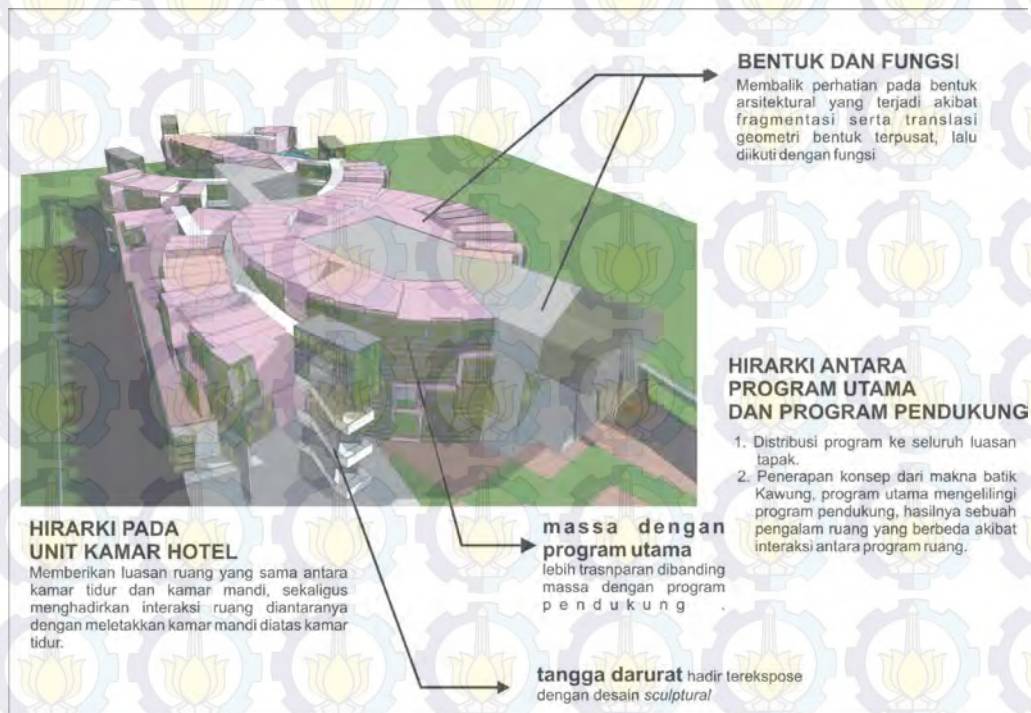 BENTUK DAN FUNGSI
Membalik perhatian pada bentuk
arsitektural yang terjadi akibat
fragmentasi serta translasi
geometri bentuk terpusat, lalu
diikuti dengan fungsi
HIRARKI ANTARA
PROGRAM UTAMA
DAN PROGRAM PENDUKUNG
1. Distribusi program ke seluruh luasan
tapak.
2. Penerapan konsep dari makna batik
Kawung, program utama mengelilingi
program pendukung, hasilnya sebuah
pengalam ruang yang berbeda akibat
interaksi antara program ruang.
HIRARKI PADA
UNIT KAMAR HOTEL
Memberikan luasan ruang yang sama antara
kamar tidur dan kamar mandi, sekaligus
menghadirkan interaksi ruang diantaranya
dengan meletakkan kamar mandi diatas kamar
tidur.
massa dengan
program utama
lebih trasnparan dibanding
massa dengan program
pendukung .
tangga darurat hadir terekspose
dengan desain sculptural